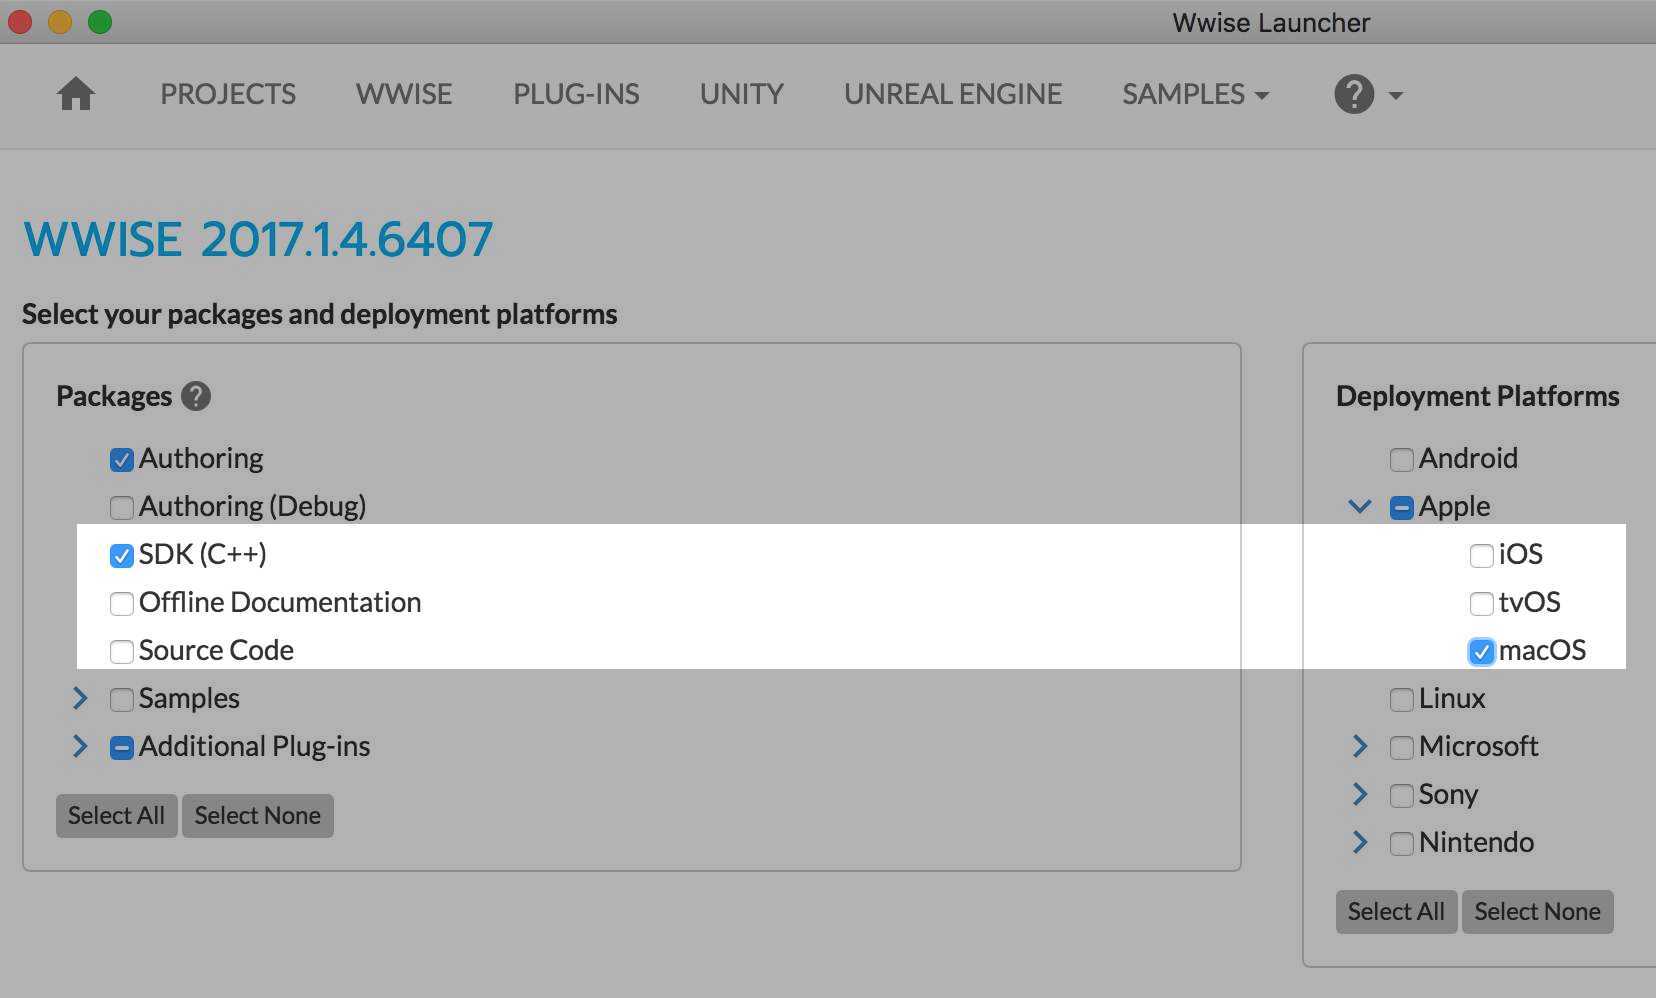 Wwise Launcher
PROJECTS WWISE PLUG-INS UNITY UNREAL ENGINE SAMPLES ?
WWISE 2017.1.4.6407
Select your packages and deployment platforms
Packages ?
Authoring
Authoring (Debug)
SDK (C++)
Offline Documentation
Source Code
Samples
Additional Plug-ins
Select All Select None
Deployment Platforms
Android
Apple
iOS
tvOS
macOS
Linux
Microsoft
Sony
Nintendo
Select All Select None